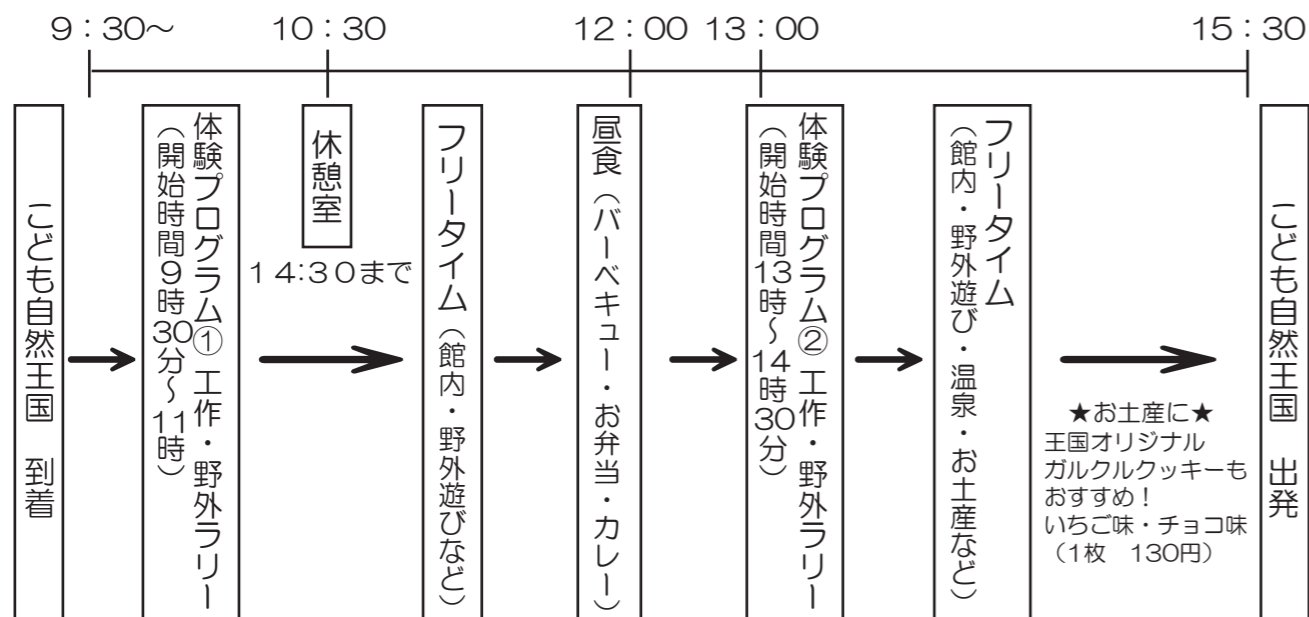 9：30～
10：30
12：00
13：00
15：30
こども自然王国　到着
体験プログラム① 工作・野外ラリー
（開始時間９時30分～11時）
休憩室
１４:３０まで
フリータイム（館内・野外遊びなど）
昼食（バーベキュー・お弁当・カレー）
体験プログラム② 工作・野外ラリー
（開始時間13時～14時30分）
フリータイム
（館内・野外遊び・温泉・お土産など）
★お土産に★
王国オリジナル
ガルクルクッキーも
おすすめ！
いちご味・チョコ味
（1枚　130円）
こども自然王国　出発